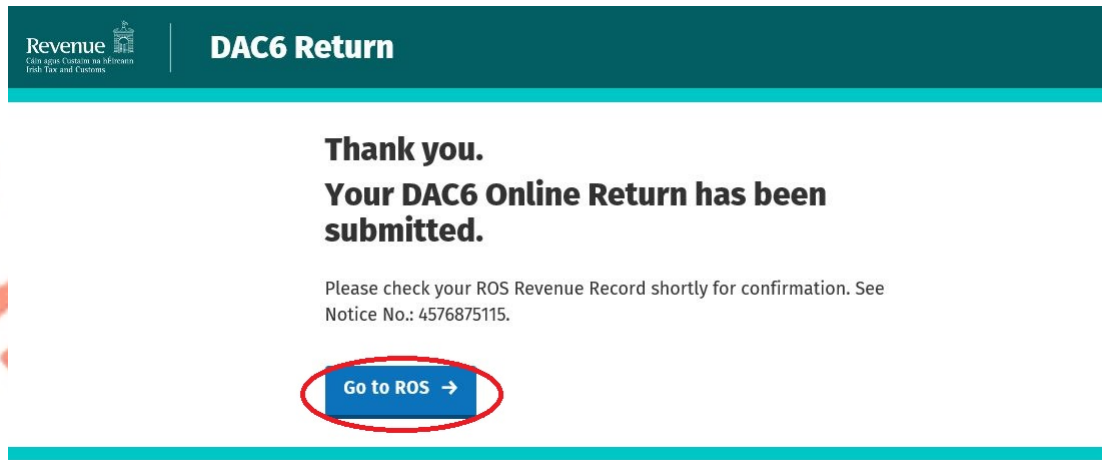 Revenue
Cáin agus Custaim na hÉireann
Irish Tax and Customs
DAC6 Return
Thank you.
Your DAC6 Online Return has been
submitted.
Please check your ROS Revenue Record shortly for confirmation. See
Notice No.: 4576875115.
Go to ROS →